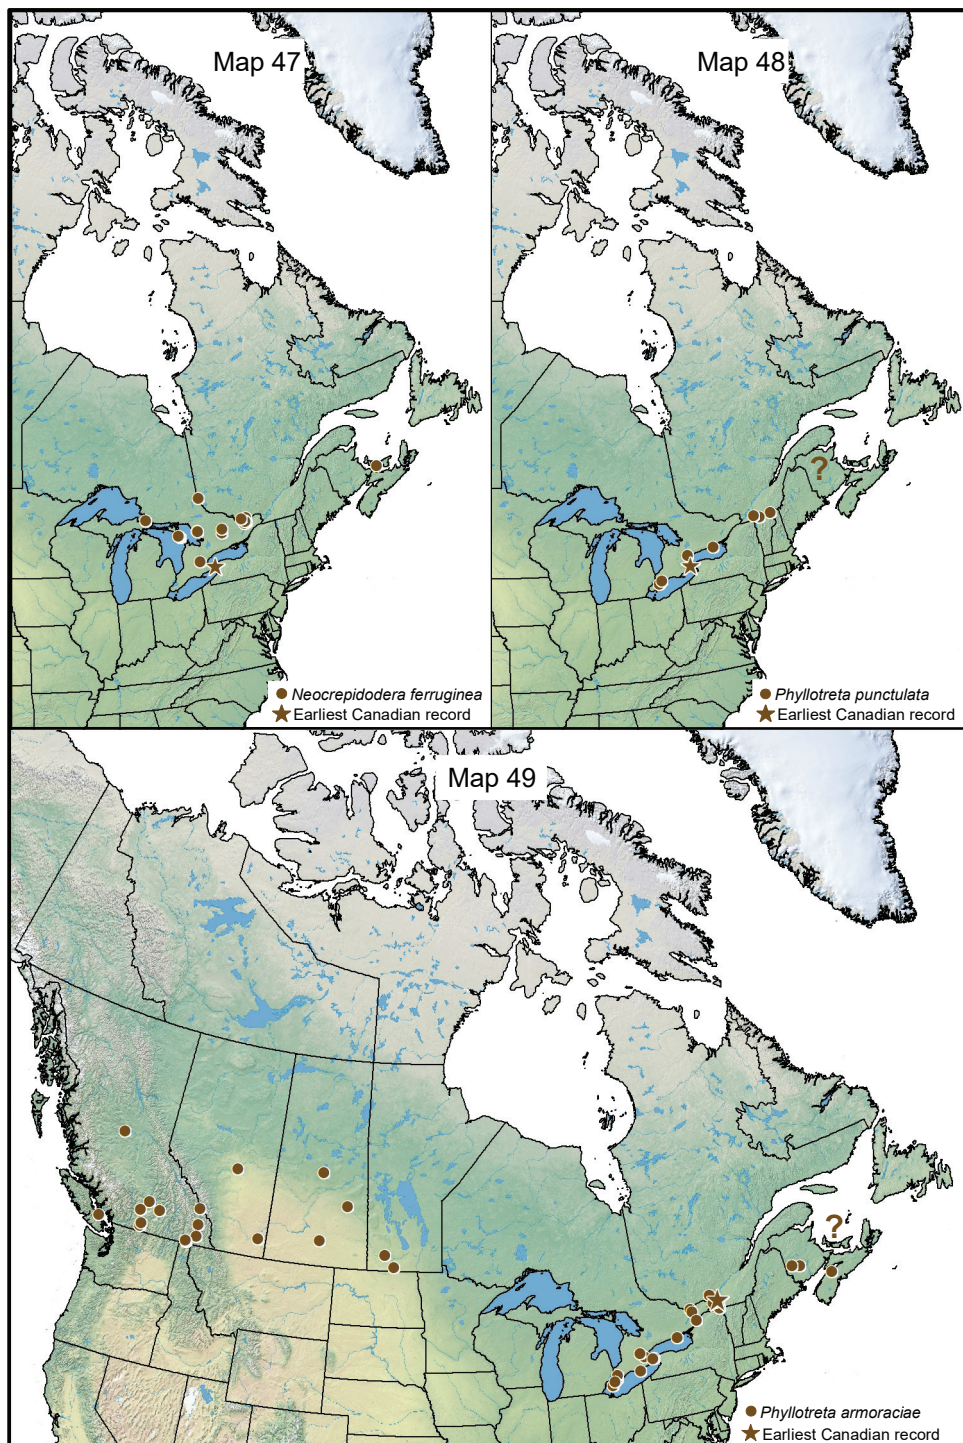 Map 47
Neocrepidodera ferruginea
Earliest Canadian record
Map 48
?
Phyllotreta punctulata
Earliest Canadian record
Map 49
?
Phyllotreta armoraciae
Earliest Canadian record